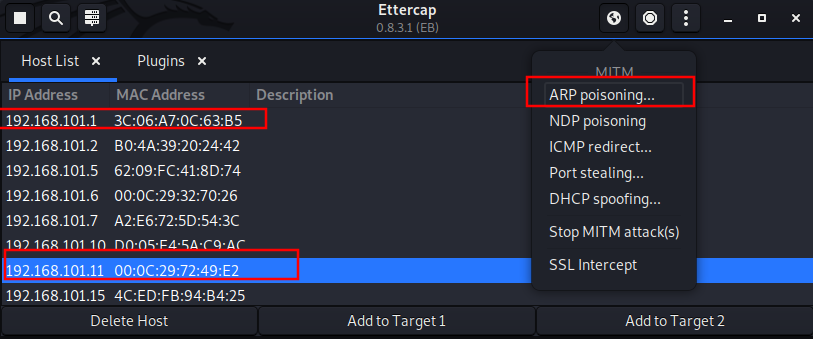 Ettercap
0.8.3.1 (EB)
Host List × Plugins ×
MITM
IP Address MAC Address Description
ARP poisoning...
192.168.101.1 3C:06:A7:0C:63:B5
NDP poisoning
192.168.101.2 B0:4A:39:20:24:42
ICMP redirect...
192.168.101.5 62:09:FC:41:8D:74
Port stealing...
192.168.101.6 00:0C:29:32:70:26
DHCP spoofing...
192.168.101.7 A2:E6:72:5D:54:3C
Stop MITM attack(s)
192.168.101.10 D0:05:E4:5A:C9:AC
SSL Intercept
192.168.101.11 00:0C:29:72:49:E2
192.168.101.15 4C:ED:FB:94:B4:25
Delete Host Add to Target 1 Add to Target 2